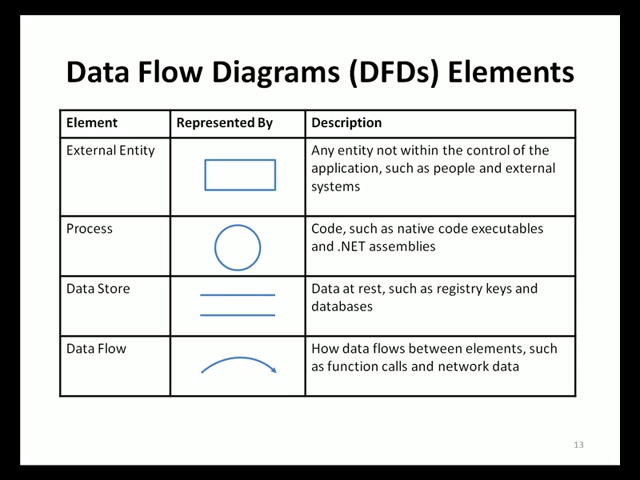 Data Flow Diagrams (DFDs) Elements
Element Represented By Description
External Entity
Any entity not within the control of the
application, such as people and external
systems
Process
Code, such as native code executables
and .NET assemblies
Data Store
Data at rest, such as registry keys and
databases
Data Flow
How data flows between elements, such
as function calls and network data
13